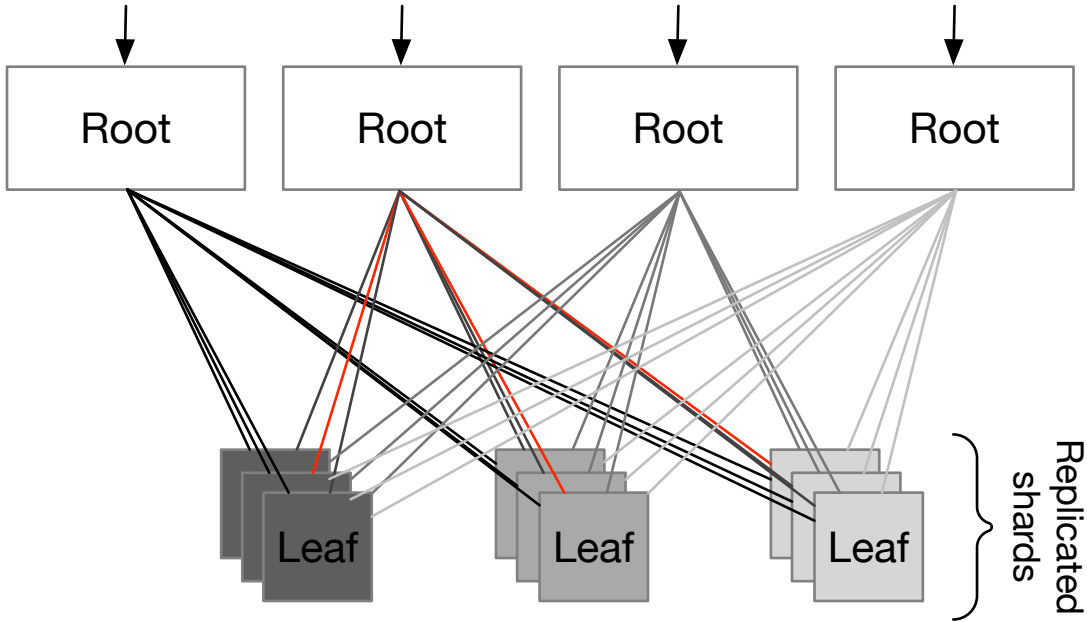 Root
Root
Root
Root
Leaf
Leaf
Leaf
Replicated
shards